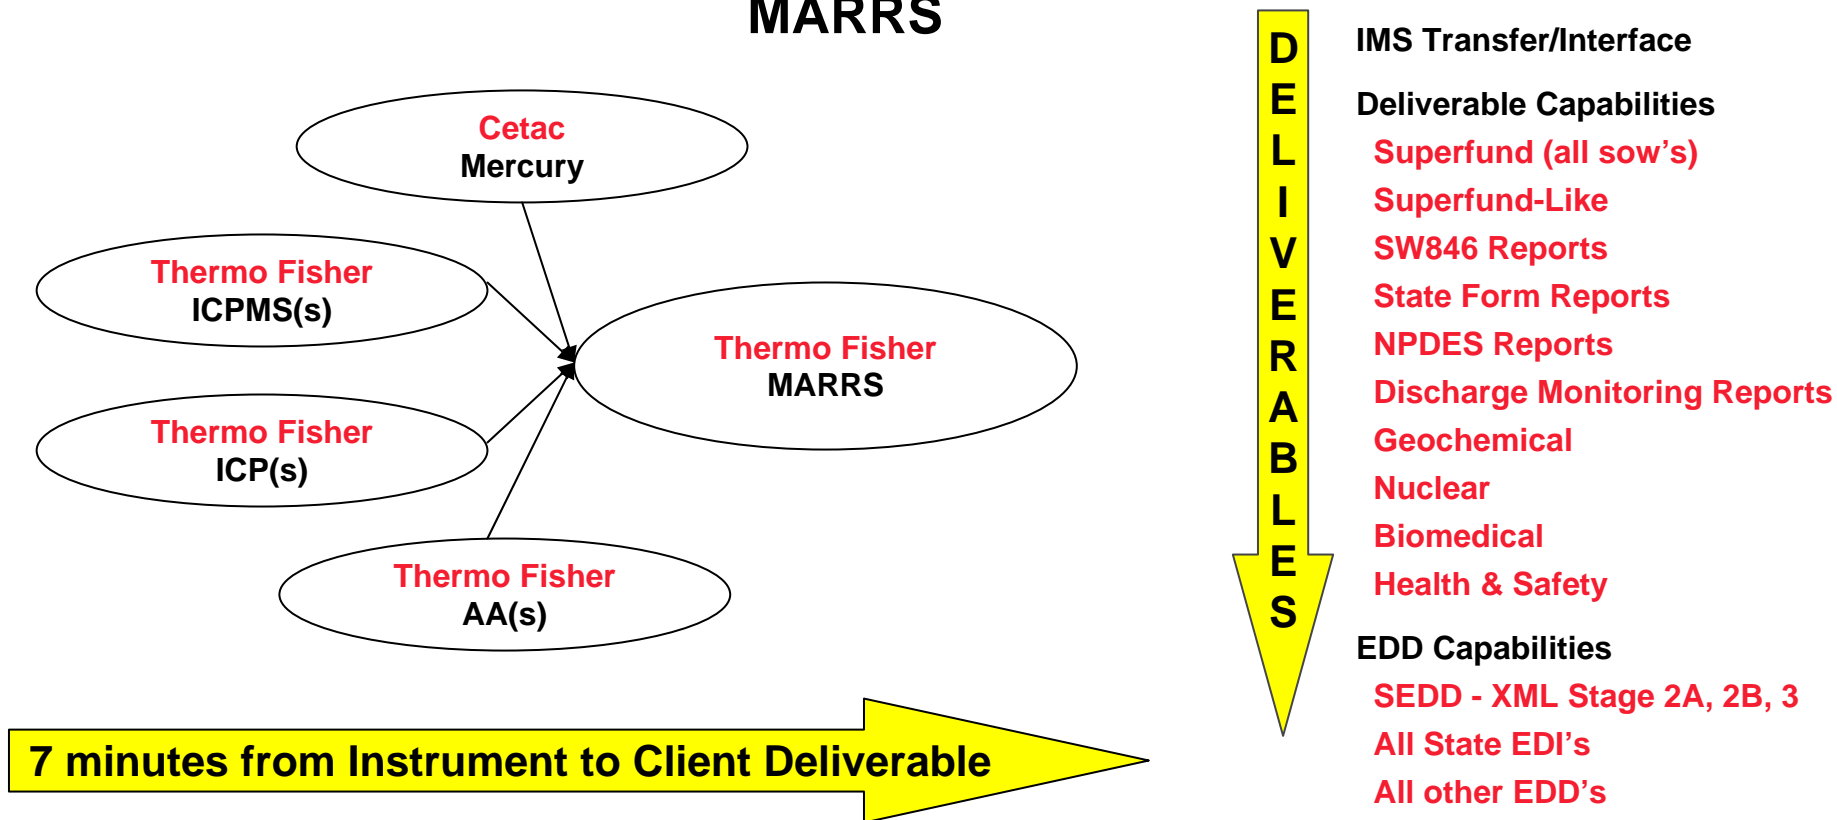 MARRS
Cetac
Mercury
Thermo Fisher
ICPMS(s)
Thermo Fisher
MARRS
Thermo Fisher
ICP(s)
Thermo Fisher
AA(s)
7 minutes from Instrument to Client Deliverable
D
E
L
I
V
E
R
A
B
L
E
S
IMS Transfer/Interface
Deliverable Capabilities
Superfund (all sow’s)
Superfund-Like
SW846 Reports
State Form Reports
NPDES Reports
Discharge Monitoring Reports
Geochemical
Nuclear
Biomedical
Health & Safety
EDD Capabilities
SEDD - XML Stage 2A, 2B, 3
All State EDI’s
All other EDD’s